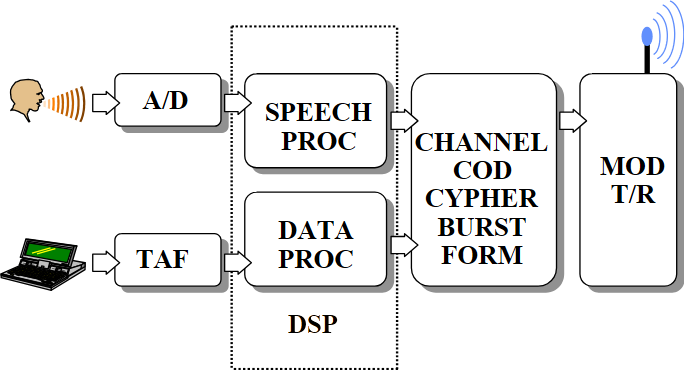 A/D
SPEECH
PROC
TAF
DATA
PROC
DSP
CHANNEL
COD
CYPHER
BURST
FORM
MOD
T/R